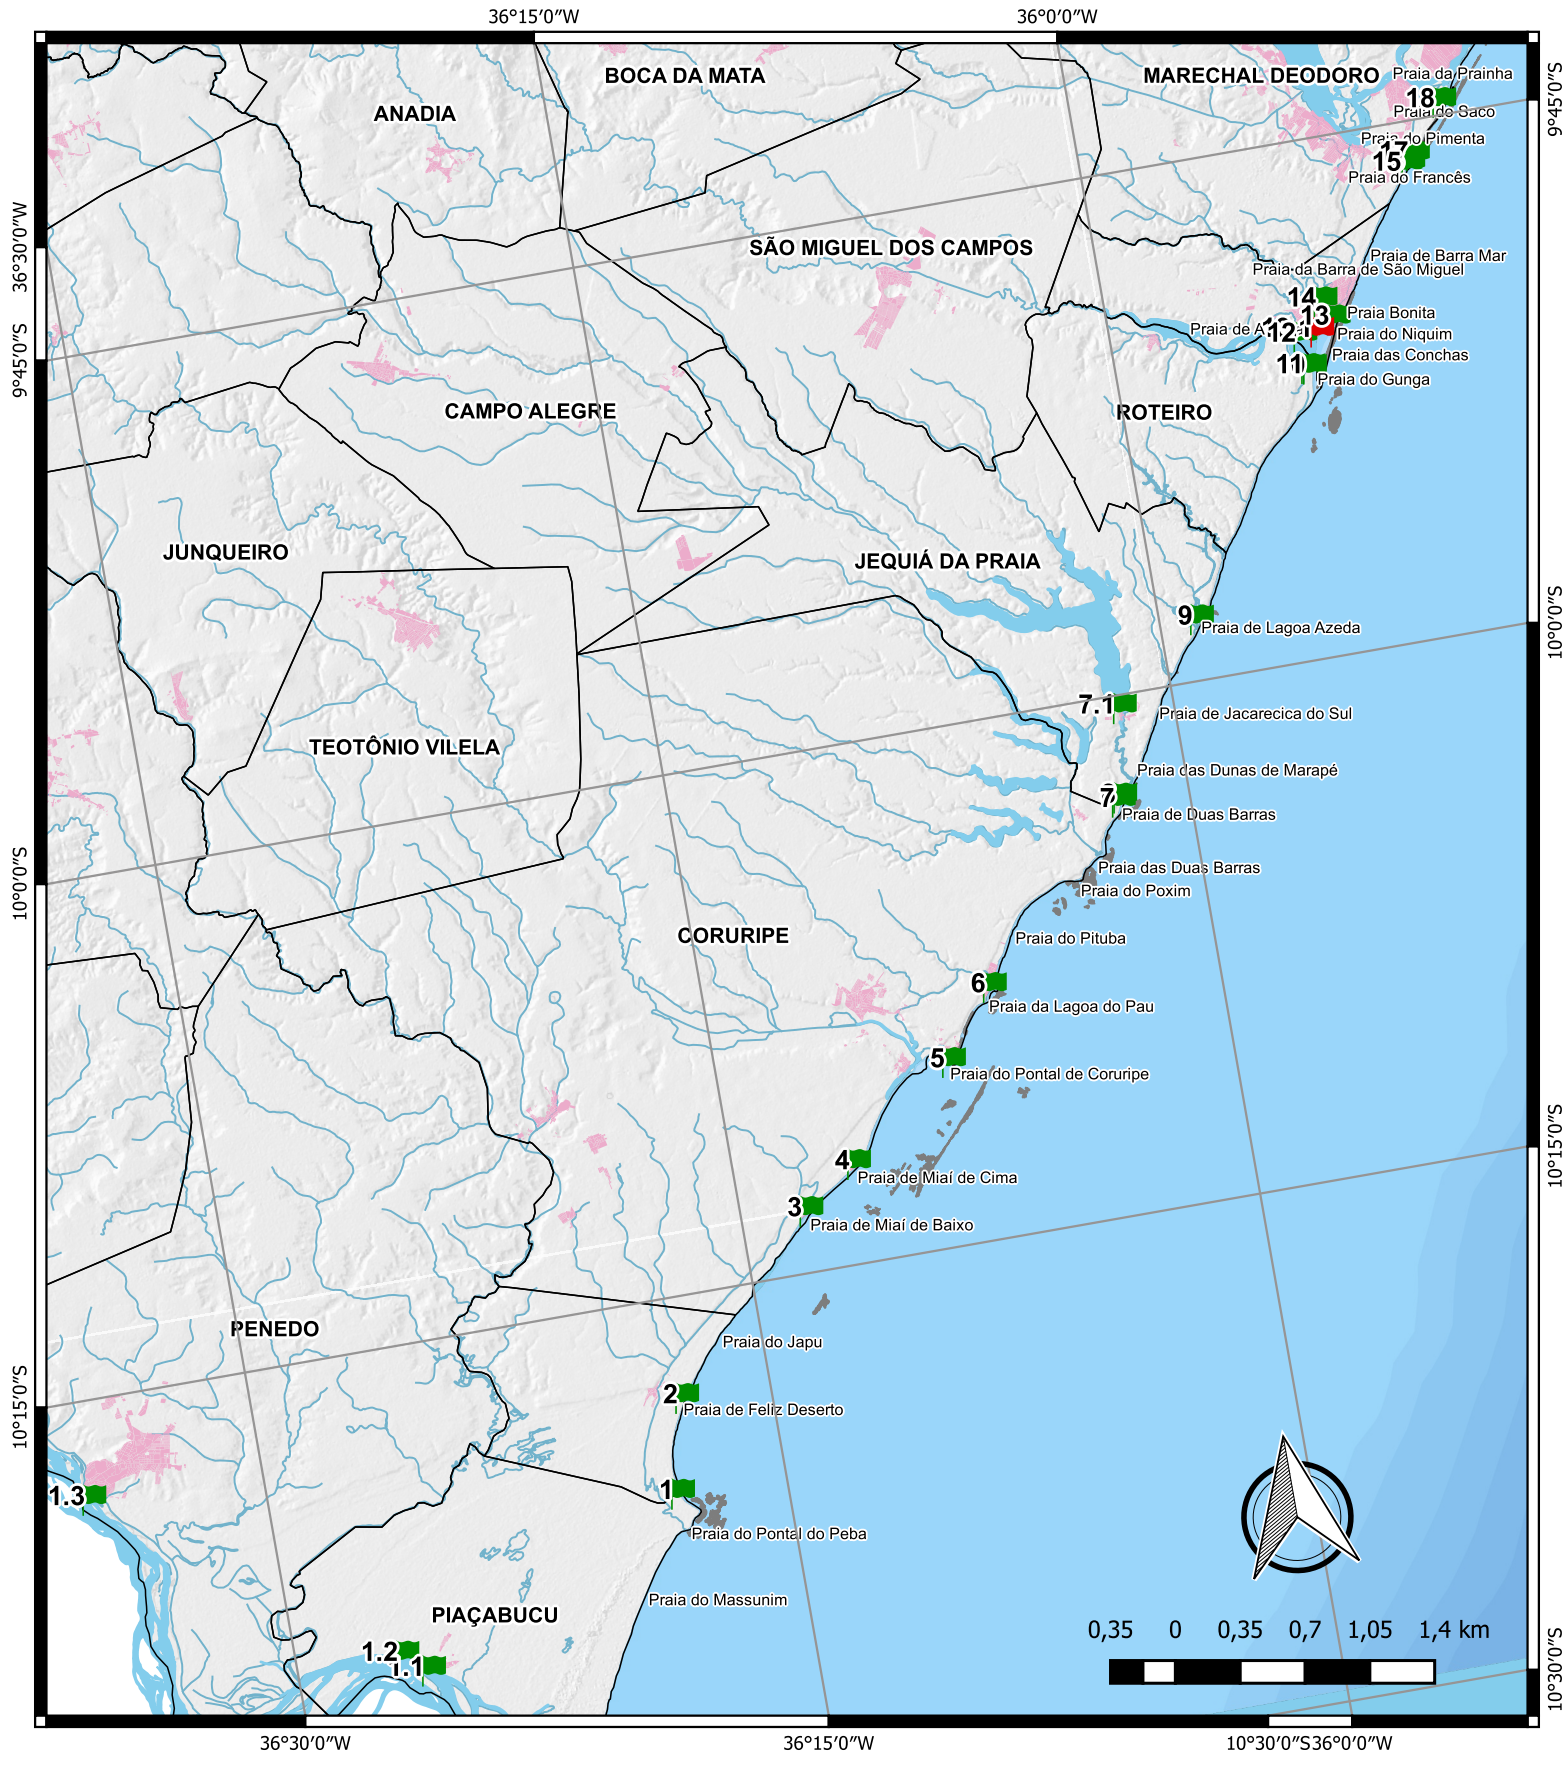 36°15'0"W
36°0'0"W
BOCA DA MATA
MARECHAL DEODORO
Praia da Prainha
9°45'0"S
ANADIA
18
Praia do Saco
Praia do Pimenta
17
15
Praia do Francês
36°30'0"W
SÃO MIGUEL DOS CAMPOS
Praia de Barra Mar
Praia da Barra de São Miguel
14
13
Praia Bonita
Praia de
12
Praia do Niquim
9°45'0"S
Praia das Conchas
11
Praia do Gunga
CAMPO ALEGRE
ROTEIRO
JUNQUEIRO
JEQUIÁ DA PRAIA
10°0'0"S
9
Praia de Lagoa Azeda
7.1
Praia de Jacarecica do Sul
TEOTÔNIO VILELA
Praia das Dunas de Marapé
7
Praia de Duas Barras
10°0'0"S
Praia das Duas Barras
Praia do Poxim
CORURIPE
Praia do Pituba
6
Praia da Lagoa do Pau
5
Praia do Pontal de Coruripe
10°15'0"S
4
Praia de Miaí de Cima
3
Praia de Miaí de Baixo
PENEDO
Praia do Japu
10°15'0"S
2
Praia de Feliz Deserto
1.3
1
Praia do Pontal do Peba
Praia do Massunim
PIAÇABUCU
0,35 0 0,35 0,7 1,05 1,4 km
1.2
1.1
10°30'0"S
36°30'0"W
36°15'0"W
10°30'0"S
36°0'0"W